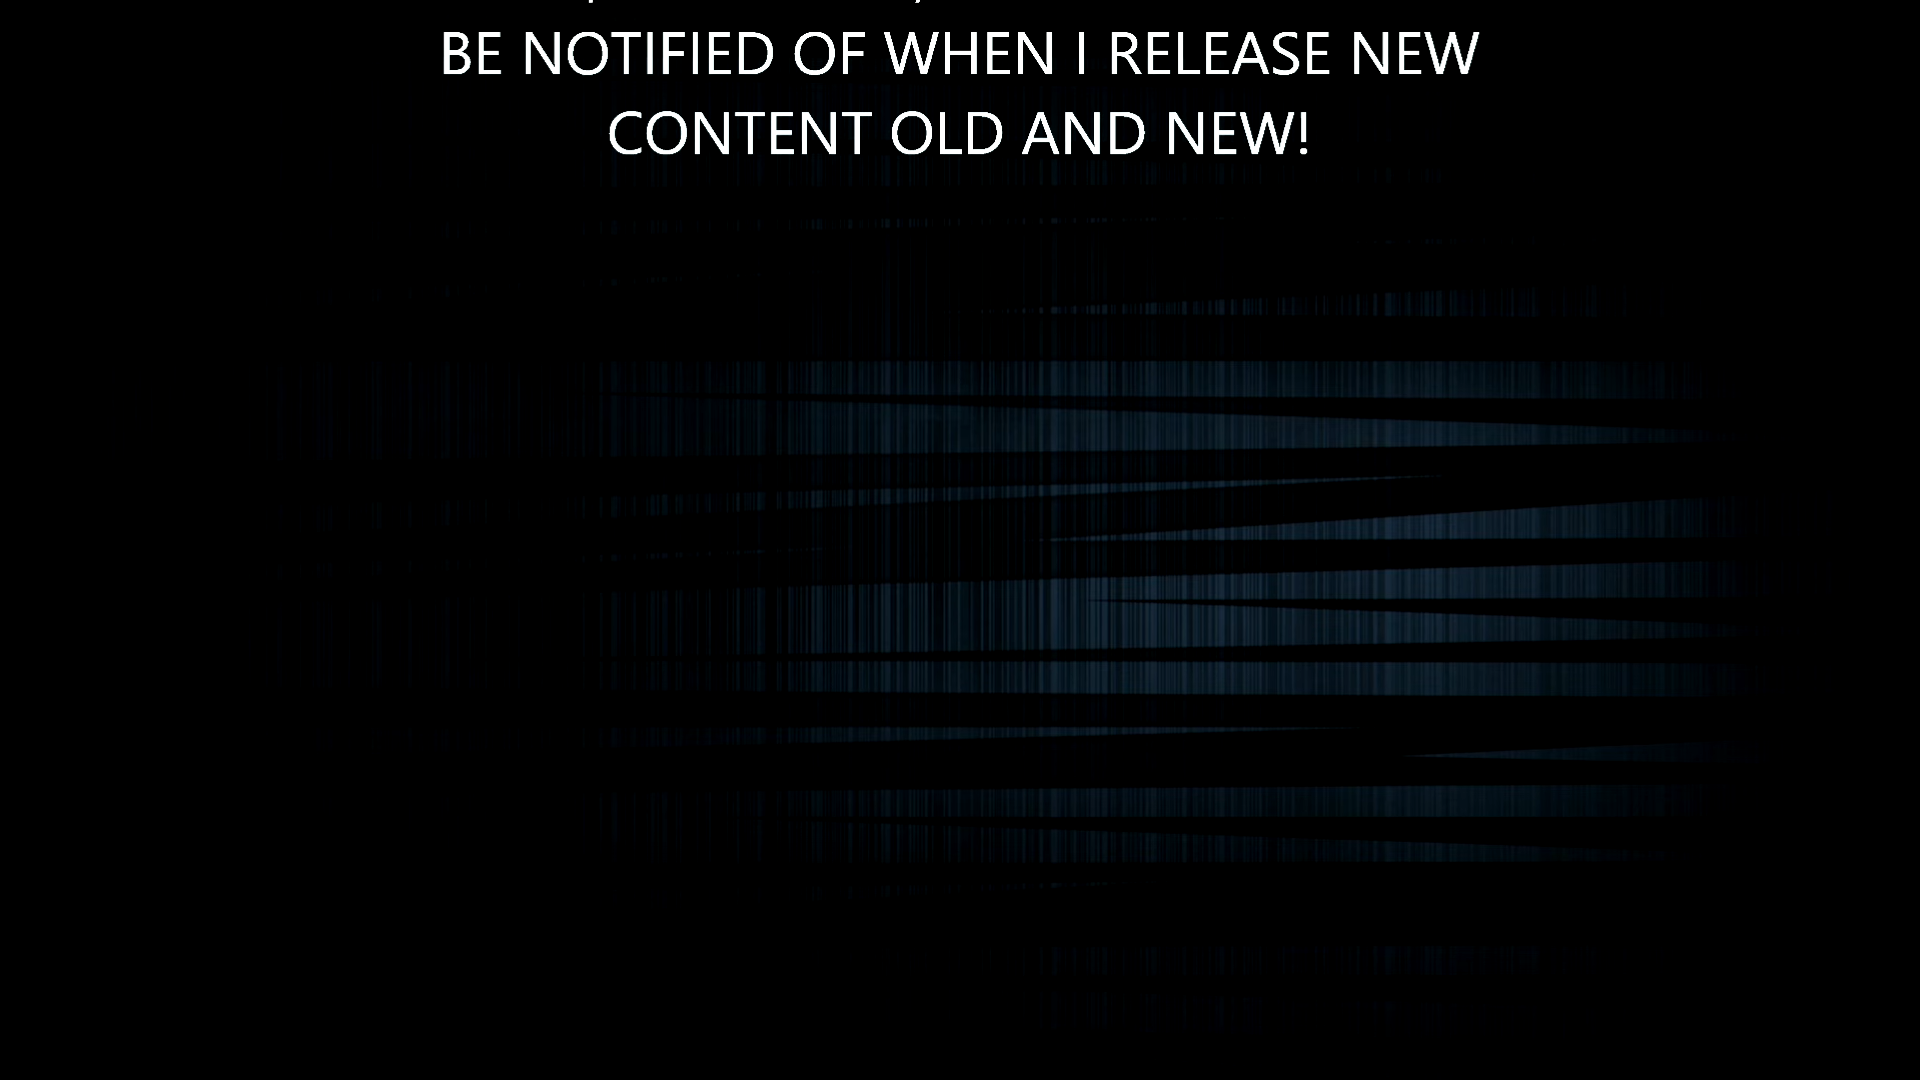 BE NOTIFIED OF WHEN I RELEASE NEW
CONTENT OLD AND NEW!